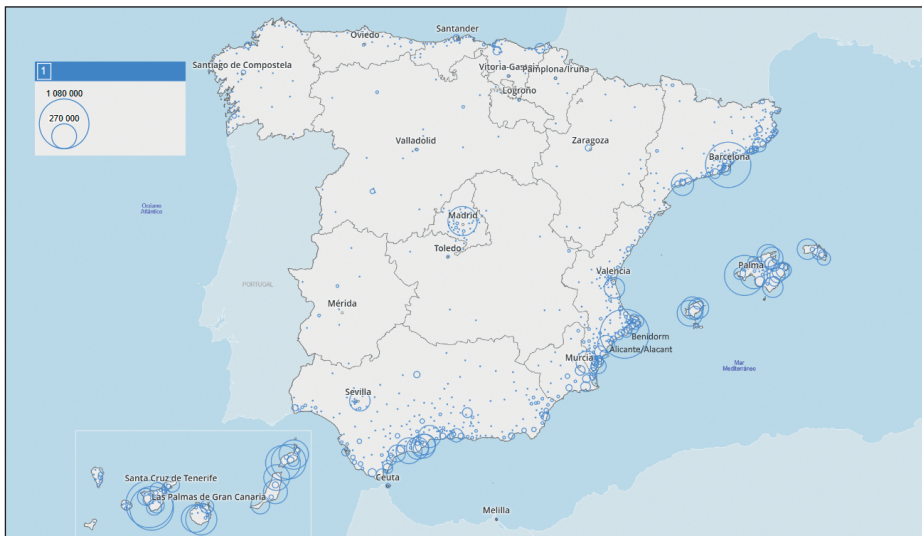 Santander
Oviedo
Santiago de Compostela
Vitoria-Gasteiz
Pamplona/Iruna
Logroño
1
1 080 000
270 000
Valladolid
Zaragoza
Barcelona
Océano
Atlántico
Madrid
Toledo
Palma
Valencia
PORTUGAL
Mérida
Benidorm
Alicante/Alacant
Murcia
Mar
Mediterráneo
Sevilla
Santa Cruz de Tenerife
Las Palmas de Gran Canaria
Ceuta
Melilla